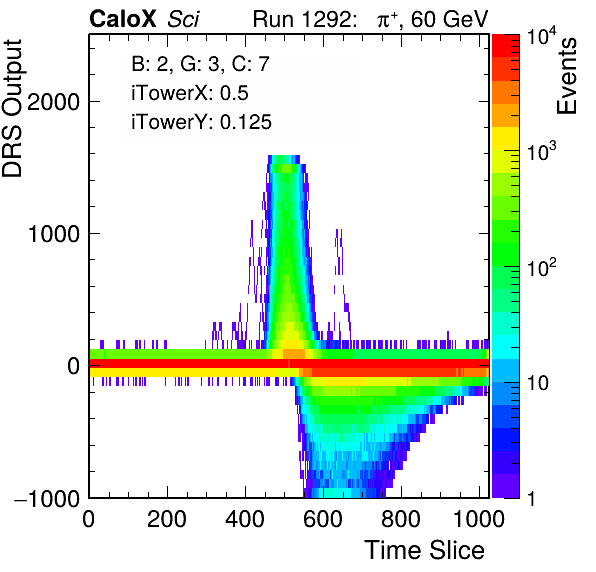 CaloX Sci Run 1292: π⁺, 60 GeV
B: 2, G: 3, C: 7
iTowerX: 0.5
iTowerY: 0.125
DRS Output
2000
1000
0
−1000
0 200 400 600 800 1000
Time Slice
Events
10⁴
10³
10²
10
1